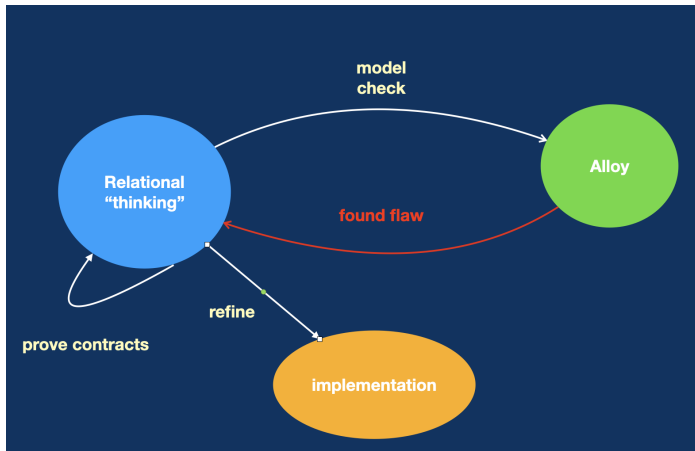 model
check
Relational
“thinking”
Alloy
found flaw
refine
prove contracts
implementation